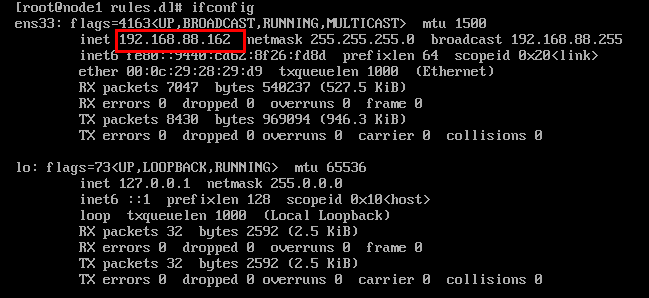 [root@node1 rules.d]# ifconfig
ens33: flags=4163<UP,BROADCAST,RUNNING,MULTICAST>  mtu 1500
        inet 192.168.88.162  netmask 255.255.255.0  broadcast 192.168.88.255
        inet6 fe80::9440:cd62:8f26:fd8d  prefixlen 64  scopeid 0x20<link>
        ether 00:0c:29:28:29:d9  txqueuelen 1000  (Ethernet)
        RX packets 7047  bytes 540237 (527.5 KiB)
        RX errors 0  dropped 0  overruns 0  frame 0
        TX packets 8430  bytes 969094 (946.3 KiB)
        TX errors 0  dropped 0 overruns 0  carrier 0  collisions 0
lo: flags=73<UP,LOOPBACK,RUNNING>  mtu 65536
        inet 127.0.0.1  netmask 255.0.0.0
        inet6 ::1  prefixlen 128  scopeid 0x10<host>
        loop  txqueuelen 1000  (Local Loopback)
        RX packets 32  bytes 2592 (2.5 KiB)
        RX errors 0  dropped 0  overruns 0  frame 0
        TX packets 32  bytes 2592 (2.5 KiB)
        TX errors 0  dropped 0 overruns 0  carrier 0  collisions 0